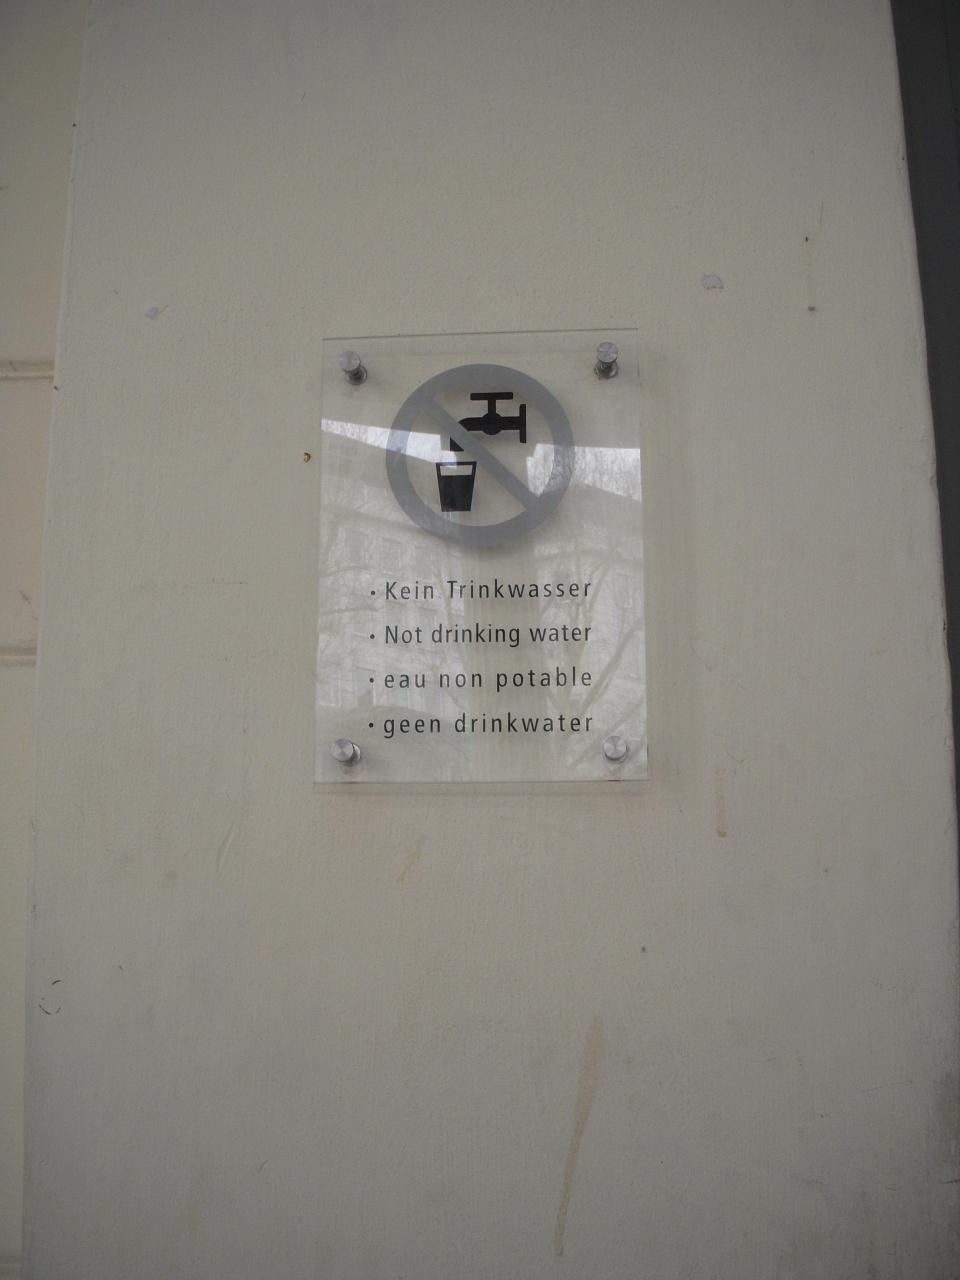 • Kein Trinkwasser
• Not drinking water
• eau non potable
• geen drinkwater